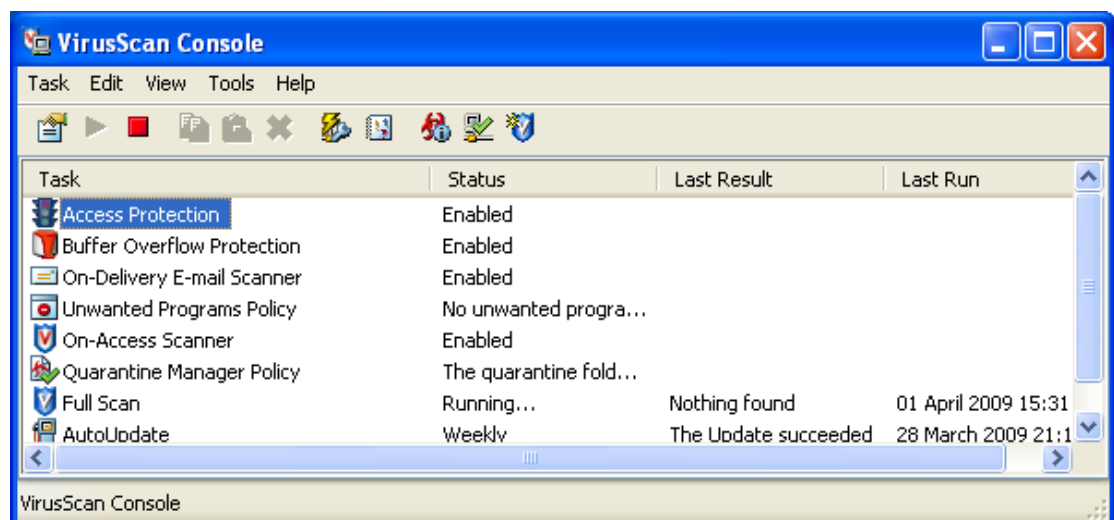 VirusScan Console
Task Edit View Tools Help
Task Status Last Result Last Run
Access Protection Enabled
Buffer Overflow Protection Enabled
On-Delivery E-mail Scanner Enabled
Unwanted Programs Policy No unwanted progra...
On-Access Scanner Enabled
Quarantine Manager Policy The quarantine fold...
Full Scan Running... Nothing found 01 April 2009 15:31
AutoUpdate Weekly The Update succeeded 28 March 2009 21:1
VirusScan Console